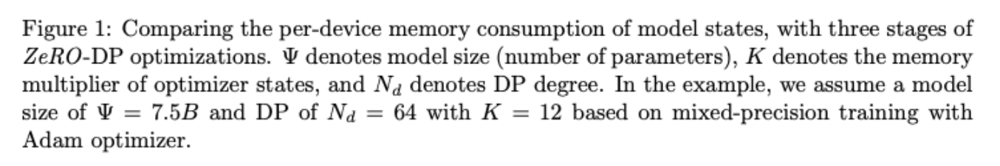 Figure 1: Comparing the per-device memory consumption of model states, with three stages of
ZeRO-DP optimizations. Ψ denotes model size (number of parameters), K denotes the memory
multiplier of optimizer states, and N_d denotes DP degree. In the example, we assume a model
size of Ψ = 7.5B and DP of N_d = 64 with K = 12 based on mixed-precision training with
Adam optimizer.